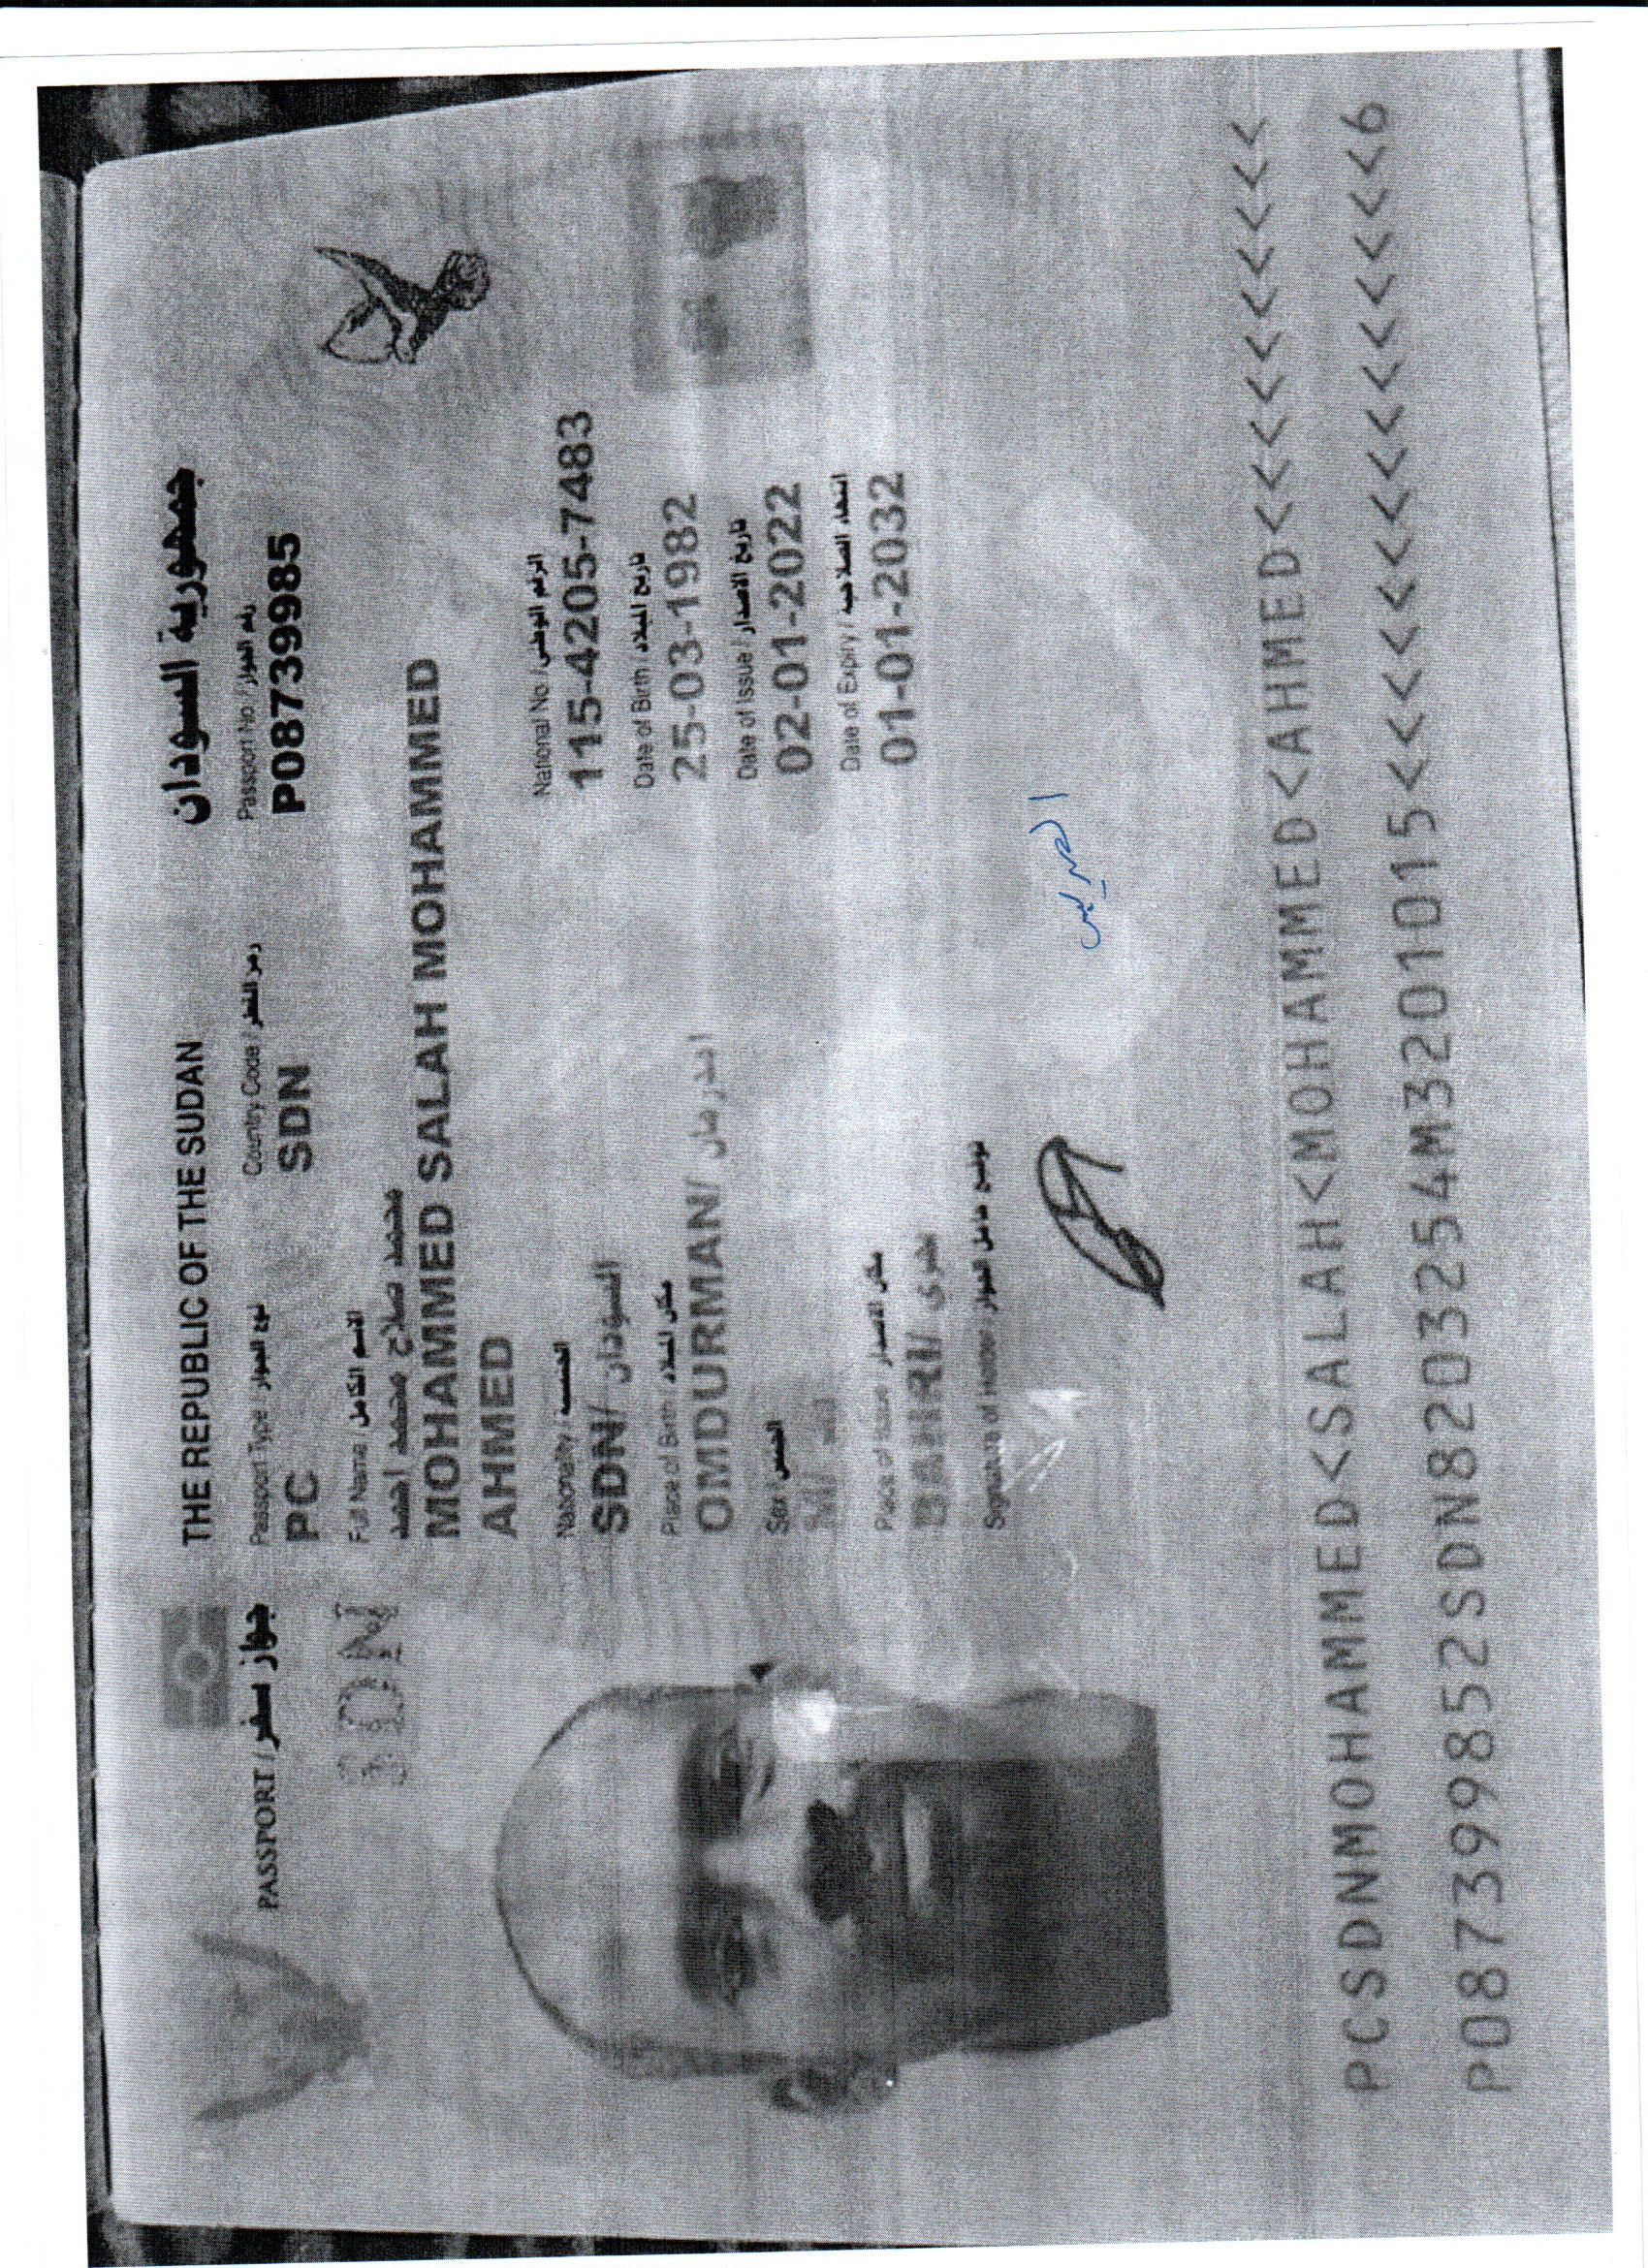 THE REPUBLIC OF THE SUDAN جمهورية السودان
PASSPORT / جواز سفر
Passport Type / نوع الجواز Country Code / رمز القطر Passport No / رقم الجواز
PC SDN P08739985
SDN
Full Name / الاسم الكامل
محمد صلاح محمد احمد
MOHAMMED SALAH MOHAMMED
AHMED
Nationality / الجنسية National No / الرقم الوطني
SDN/ السودان 115-4205-7483
Place of Birth / مكان الميلاد Date of Birth / تاريخ الميلاد
OMDURMAN/ امدرمان 25-03-1982
Sex / الجنس Date of Issue / تاريخ الاصدار
M/ 02-01-2022
Place of Issue / مكان الاصدار Date of Expiry / انتهاء الصلاحية
BAHRI/ بحري 01-01-2032
Signature of Holder / توقيع حامل الجواز
PCSDNMOHAMMED<SALAH<MOHAMMED<AHMED<<<<<<<<<<
P087399852SDN8203254M3201015<<<<<<<<<<<<<<<6